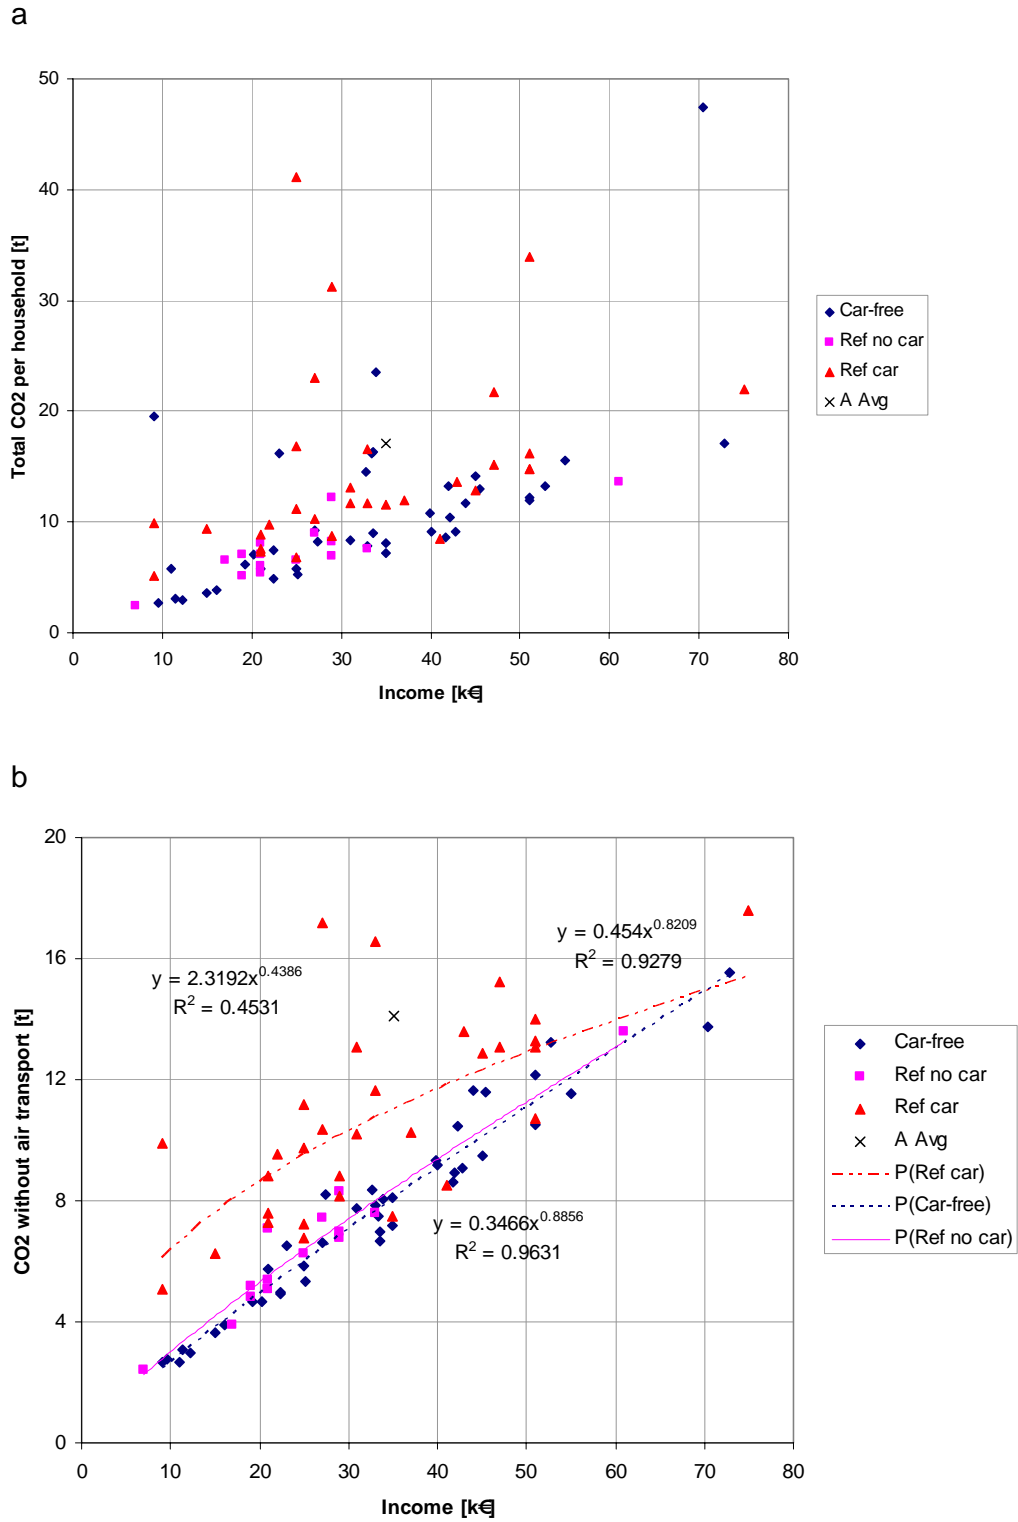 a
50
40
30
20
10
0
0 10 20 30 40 50 60 70 80
Total CO2 per household [t]
Income [k€]
Car-free
Ref no car
Ref car
A Avg
b
20
16
12
8
4
0
0 10 20 30 40 50 60 70 80
CO2 without air transport [t]
Income [k€]
y = 0.454x^0.8209
R² = 0.9279
y = 2.3192x^0.4386
R² = 0.4531
y = 0.3466x^0.8856
R² = 0.9631
Car-free
Ref no car
Ref car
A Avg
P(Ref car)
P(Car-free)
P(Ref no car)